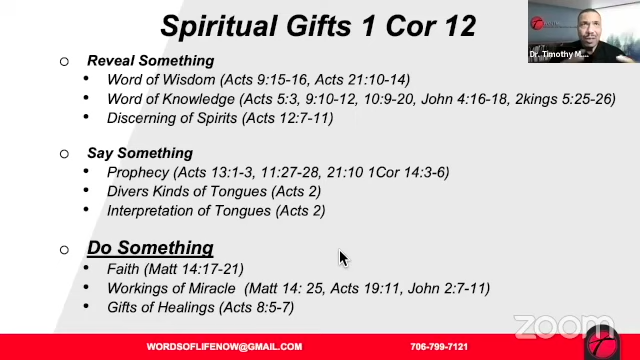 Spiritual Gifts 1 Cor 12
Dr. Timothy M...
o Reveal Something
• Word of Wisdom (Acts 9:15-16, Acts 21:10-14)
• Word of Knowledge (Acts 5:3, 9:10-12, 10:9-20, John 4:16-18, 2kings 5:25-26)
• Discerning of Spirits (Acts 12:7-11)
o Say Something
• Prophecy (Acts 13:1-3, 11:27-28, 21:10 1Cor 14:3-6)
• Divers Kinds of Tongues (Acts 2)
• Interpretation of Tongues (Acts 2)
o Do Something
• Faith (Matt 14:17-21)
• Workings of Miracle (Matt 14: 25, Acts 19:11, John 2:7-11)
• Gifts of Healings (Acts 8:5-7)
zoom
WORDSOFLIFENOW@GMAIL.COM 706-799-7121